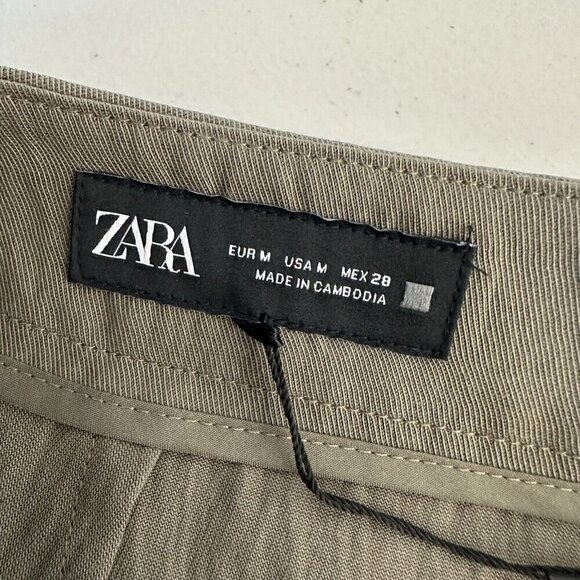 ZARA
EUR M USA M MEX 28
MADE IN CAMBODIA